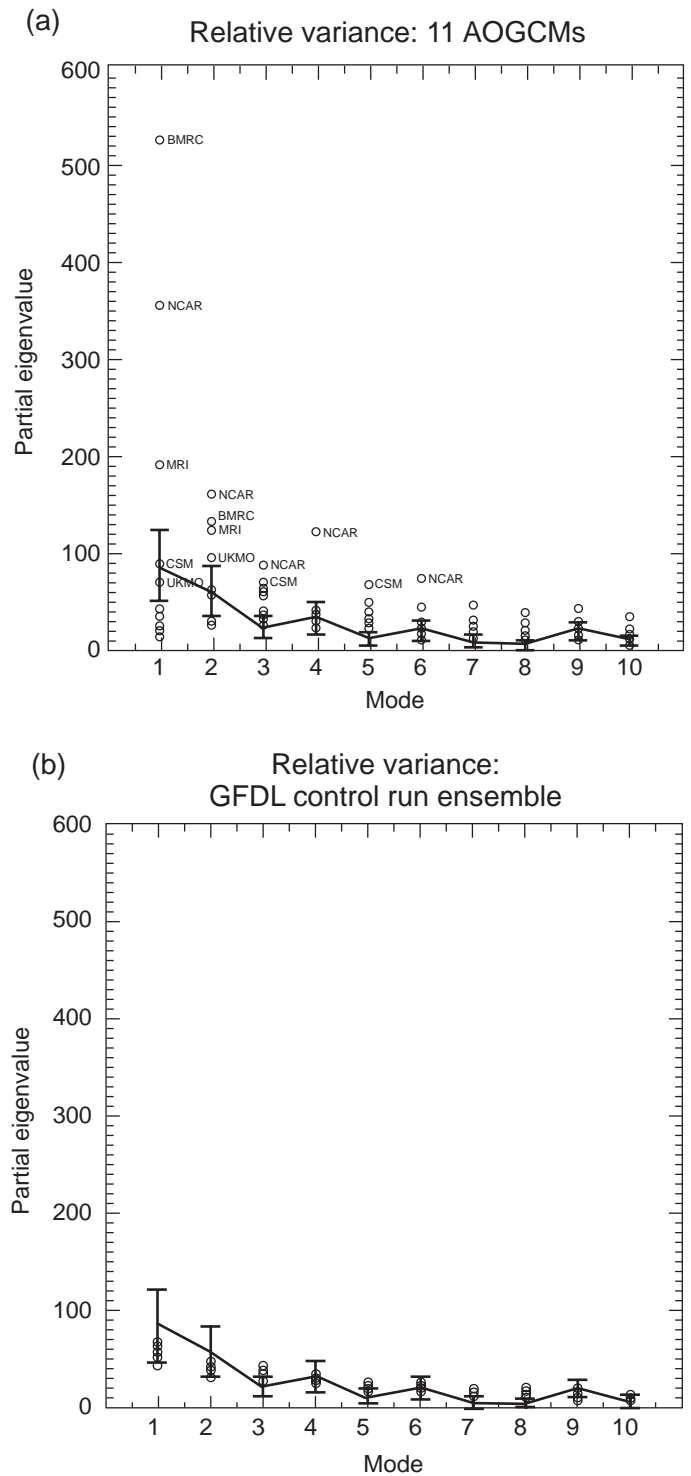 (a)
Relative variance: 11 AOGCMs
Partial eigenvalue
600
500
400
300
200
100
0
BMRC
NCAR
MRI
CSM
UKMO
NCAR
BMRC
MRI
UKMO
NCAR
CSM
NCAR
CSM
NCAR
1 2 3 4 5 6 7 8 9 10
Mode
(b)
Relative variance:
GFDL control run ensemble
Partial eigenvalue
600
500
400
300
200
100
0
1 2 3 4 5 6 7 8 9 10
Mode